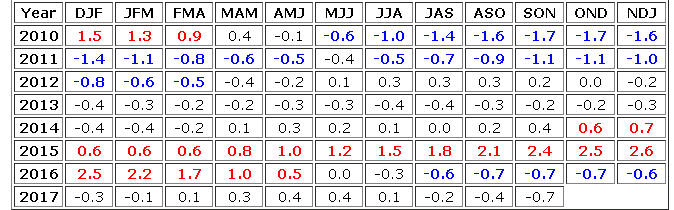 Year DJF JFM FMA MAM AMJ MJJ JJA JAS ASO SON OND NDJ
2010 1.5 1.3 0.9 0.4 -0.1 -0.6 -1.0 -1.4 -1.6 -1.7 -1.7 -1.6
2011 -1.4 -1.1 -0.8 -0.6 -0.5 -0.4 -0.5 -0.7 -0.9 -1.1 -1.1 -1.0
2012 -0.8 -0.6 -0.5 -0.4 -0.2 0.1 0.3 0.3 0.3 0.2 0.0 -0.2
2013 -0.4 -0.3 -0.2 -0.2 -0.3 -0.3 -0.4 -0.4 -0.3 -0.2 -0.2 -0.3
2014 -0.4 -0.4 -0.2 0.1 0.3 0.2 0.1 0.0 0.2 0.4 0.6 0.7
2015 0.6 0.6 0.6 0.8 1.0 1.2 1.5 1.8 2.1 2.4 2.5 2.6
2016 2.5 2.2 1.7 1.0 0.5 0.0 -0.3 -0.6 -0.7 -0.7 -0.7 -0.6
2017 -0.3 -0.1 0.1 0.3 0.4 0.4 0.1 -0.2 -0.4 -0.7